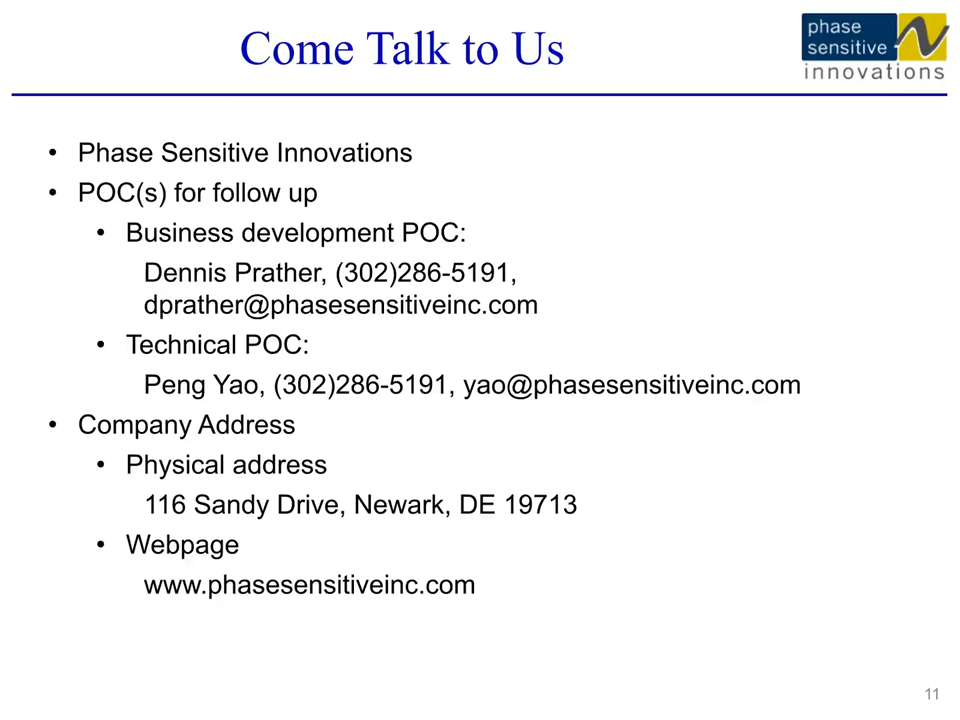 Come Talk to Us
phase
sensitive
innovations
• Phase Sensitive Innovations
• POC(s) for follow up
• Business development POC:
Dennis Prather, (302)286-5191,
dprather@phasesensitiveinc.com
• Technical POC:
Peng Yao, (302)286-5191, yao@phasesensitiveinc.com
• Company Address
• Physical address
116 Sandy Drive, Newark, DE 19713
• Webpage
www.phasesensitiveinc.com
11